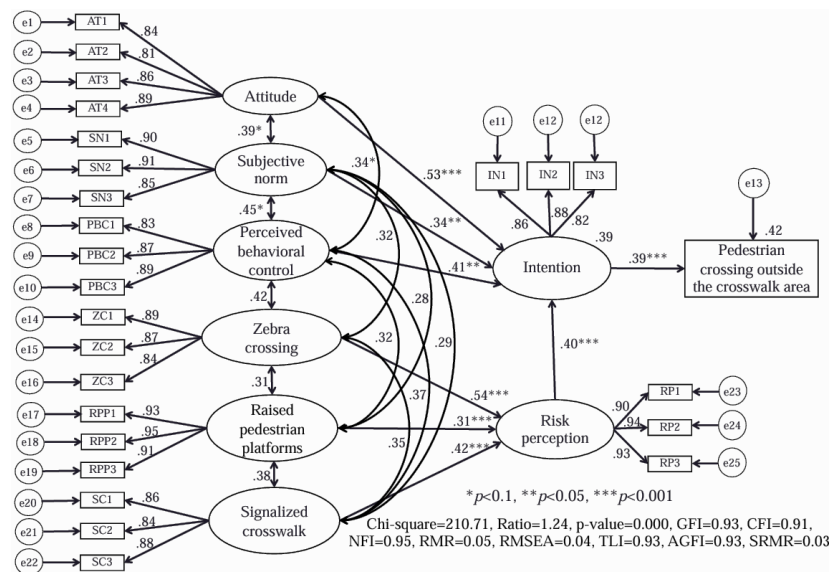 e1
AT1
.84
e2
AT2
.81
e3
AT3
.86
e4
AT4
.89
Attitude
.39*
e5
SN1
.90
e6
SN2
.91
e7
SN3
.85
Subjective
norm
.34*
.45*
e8
PBC1
.83
e9
PBC2
.87
e10
PBC3
.89
Perceived
behavioral
control
.32
.42
e14
ZC1
.89
e15
ZC2
.87
e16
ZC3
.84
Zebra
crossing
.28
.32
.29
.31
.37
e17
RPP1
.93
e18
RPP2
.95
e19
RPP3
.91
Raised
pedestrian
platforms
.35
.38
e20
SC1
.86
e21
SC2
.84
e22
SC3
.88
Signalized
crosswalk
.53***
.34**
.41**
e11
e12
e12
IN1
IN2
IN3
.86
.88
.82
.39
Intention
.39***
e13
.42
Pedestrian
crossing outside
the crosswalk area
.40***
.54***
.31***
.42***
Risk
perception
.90
RP1
e23
.94
RP2
e24
.93
RP3
e25
*p<0.1, **p<0.05, ***p<0.001
Chi-square=210.71, Ratio=1.24, p-value=0.000, GFI=0.93, CFI=0.91,
NFI=0.95, RMR=0.05, RMSEA=0.04, TLI=0.93, AGFI=0.93, SRMR=0.03